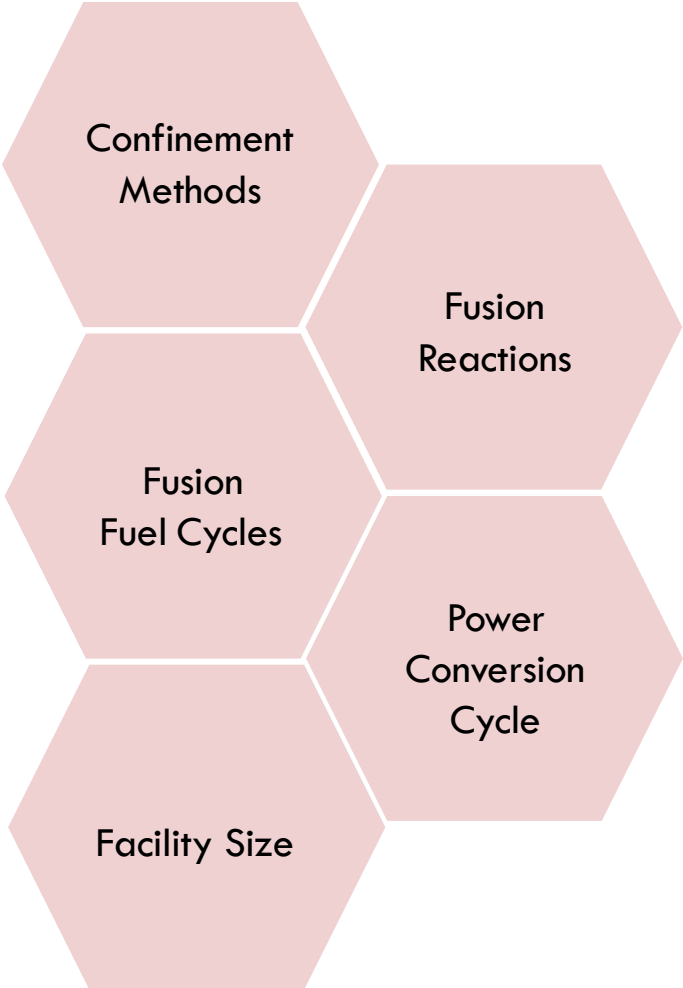 Confinement
Methods
Fusion
Reactions
Fusion
Fuel Cycles
Power
Conversion
Cycle
Facility Size